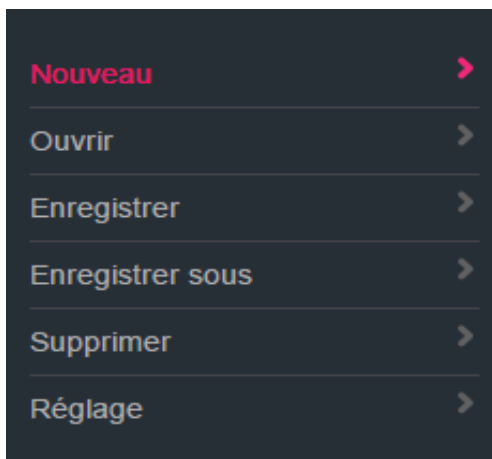 Nouveau
Ouvrir
Enregistrer
Enregistrer sous
Supprimer
Réglage